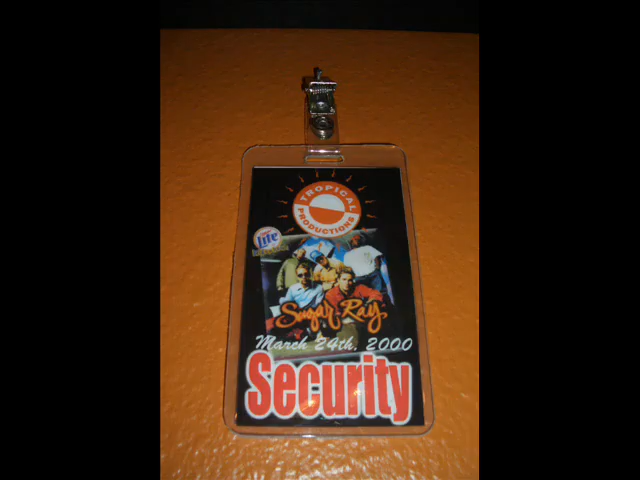 TROPICAL
PRODUCTIONS
Lite
Sugar Ray
March 24th, 2000
Security